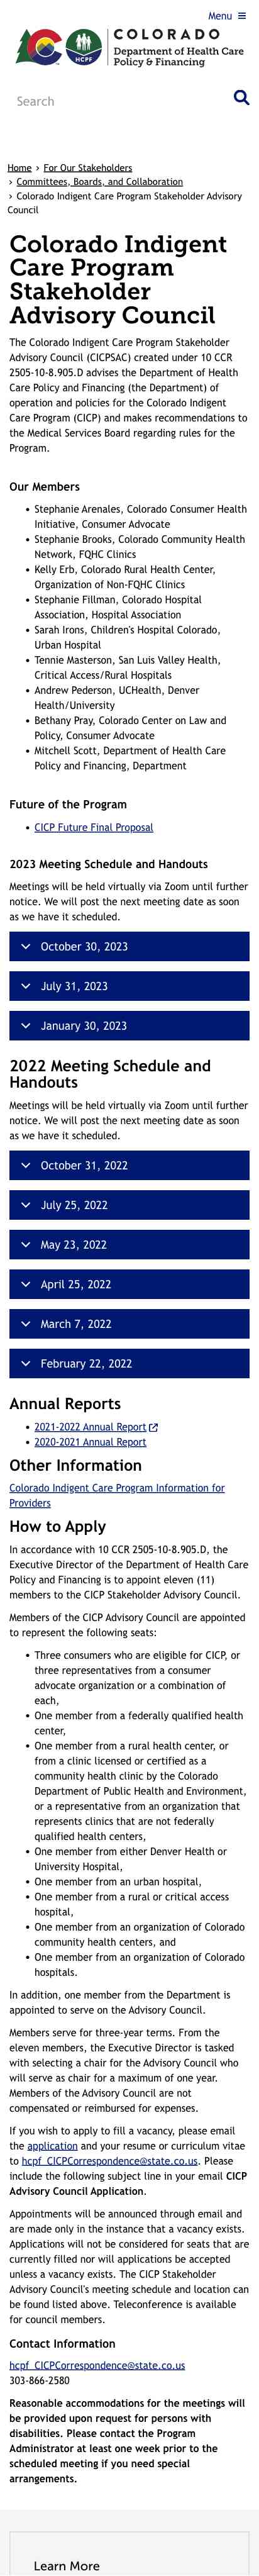 Menu ≡
COLORADO
HCPF
Department of Health Care
Policy & Financing
Search
Home › For Our Stakeholders
› Committees, Boards, and Collaboration
› Colorado Indigent Care Program Stakeholder Advisory
Council
Colorado Indigent
Care Program
Stakeholder
Advisory Council
The Colorado Indigent Care Program Stakeholder
Advisory Council (CICPSAC) created under 10 CCR
2505-10-8.905.D advises the Department of Health
Care Policy and Financing (the Department) of
operation and policies for the Colorado Indigent
Care Program (CICP) and makes recommendations to
the Medical Services Board regarding rules for the
Program.
Our Members
• Stephanie Arenales, Colorado Consumer Health
Initiative, Consumer Advocate
• Stephanie Brooks, Colorado Community Health
Network, FQHC Clinics
• Kelly Erb, Colorado Rural Health Center,
Organization of Non-FQHC Clinics
• Stephanie Fillman, Colorado Hospital
Association, Hospital Association
• Sarah Irons, Children's Hospital Colorado,
Urban Hospital
• Tennie Masterson, San Luis Valley Health,
Critical Access/Rural Hospitals
• Andrew Pederson, UCHealth, Denver
Health/University
• Bethany Pray, Colorado Center on Law and
Policy, Consumer Advocate
• Mitchell Scott, Department of Health Care
Policy and Financing, Department
Future of the Program
• CICP Future Final Proposal
2023 Meeting Schedule and Handouts
Meetings will be held virtually via Zoom until further
notice. We will post the next meeting date as soon
as we have it scheduled.
October 30, 2023
July 31, 2023
January 30, 2023
2022 Meeting Schedule and
Handouts
Meetings will be held virtually via Zoom until further
notice. We will post the next meeting date as soon
as we have it scheduled.
October 31, 2022
July 25, 2022
May 23, 2022
April 25, 2022
March 7, 2022
February 22, 2022
Annual Reports
• 2021-2022 Annual Report
• 2020-2021 Annual Report
Other Information
Colorado Indigent Care Program Information for
Providers
How to Apply
In accordance with 10 CCR 2505-10-8.905.D, the
Executive Director of the Department of Health Care
Policy and Financing is to appoint eleven (11)
members to the CICP Stakeholder Advisory Council.
Members of the CICP Advisory Council are appointed
to represent the following seats:
• Three consumers who are eligible for CICP, or
three representatives from a consumer
advocate organization or a combination of
each,
• One member from a federally qualified health
center,
• One member from a rural health center, or
from a clinic licensed or certified as a
community health clinic by the Colorado
Department of Public Health and Environment,
or a representative from an organization that
represents clinics that are not federally
qualified health centers,
• One member from either Denver Health or
University Hospital,
• One member from an urban hospital,
• One member from a rural or critical access
hospital,
• One member from an organization of Colorado
community health centers, and
• One member from an organization of Colorado
hospitals.
In addition, one member from the Department is
appointed to serve on the Advisory Council.
Members serve for three-year terms. From the
eleven members, the Executive Director is tasked
with selecting a chair for the Advisory Council who
will serve as chair for a maximum of one year.
Members of the Advisory Council are not
compensated or reimbursed for expenses.
If you wish to apply to fill a vacancy, please email
the application and your resume or curriculum vitae
to hcpf_CICPCorrespondence@state.co.us. Please
include the following subject line in your email CICP
Advisory Council Application.
Appointments will be announced through email and
are made only in the instance that a vacancy exists.
Applications will not be considered for seats that are
currently filled nor will applications be accepted
unless a vacancy exists. The CICP Stakeholder
Advisory Council's meeting schedule and location can
be found listed above. Teleconference is available
for council members.
Contact Information
hcpf_CICPCorrespondence@state.co.us
303-866-2580
Reasonable accommodations for the meetings will
be provided upon request for persons with
disabilities. Please contact the Program
Administrator at least one week prior to the
scheduled meeting if you need special
arrangements.
Learn More